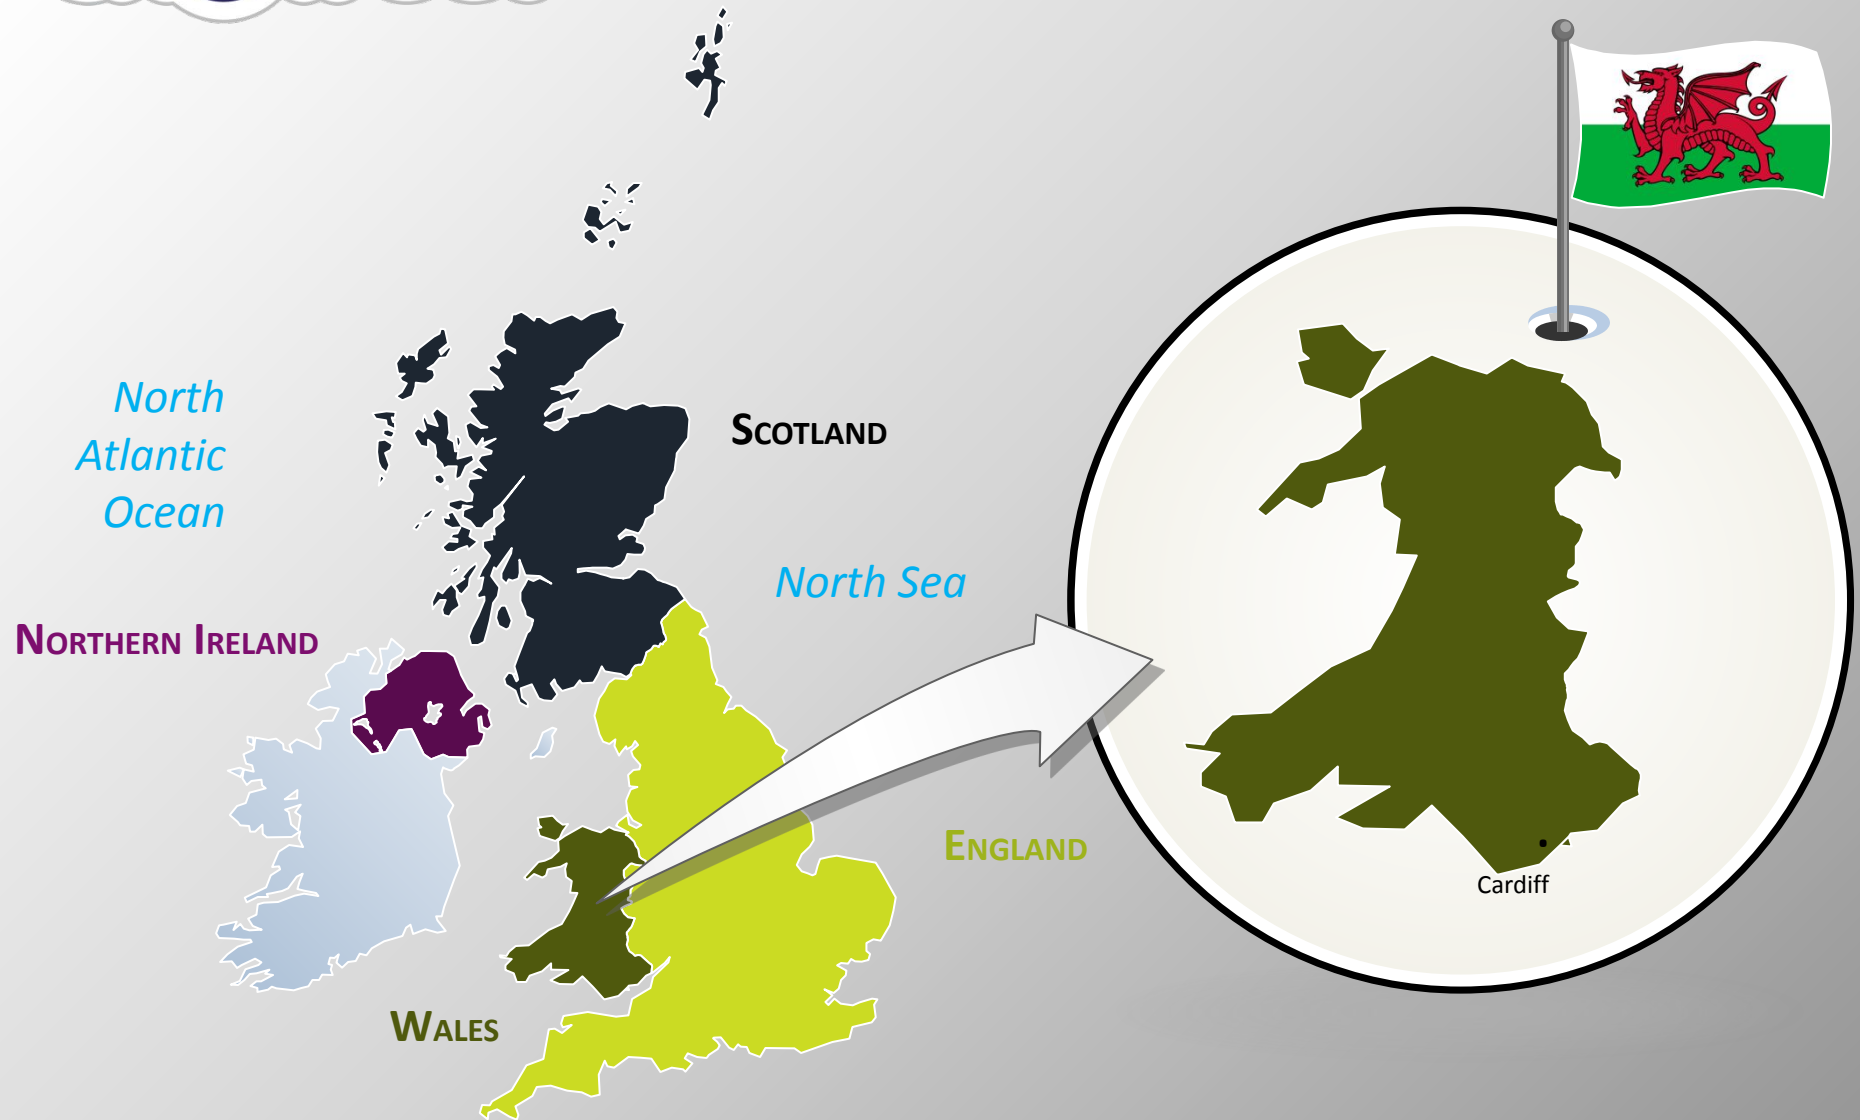 North
Atlantic
Ocean
SCOTLAND
North Sea
NORTHERN IRELAND
ENGLAND
Cardiff
WALES